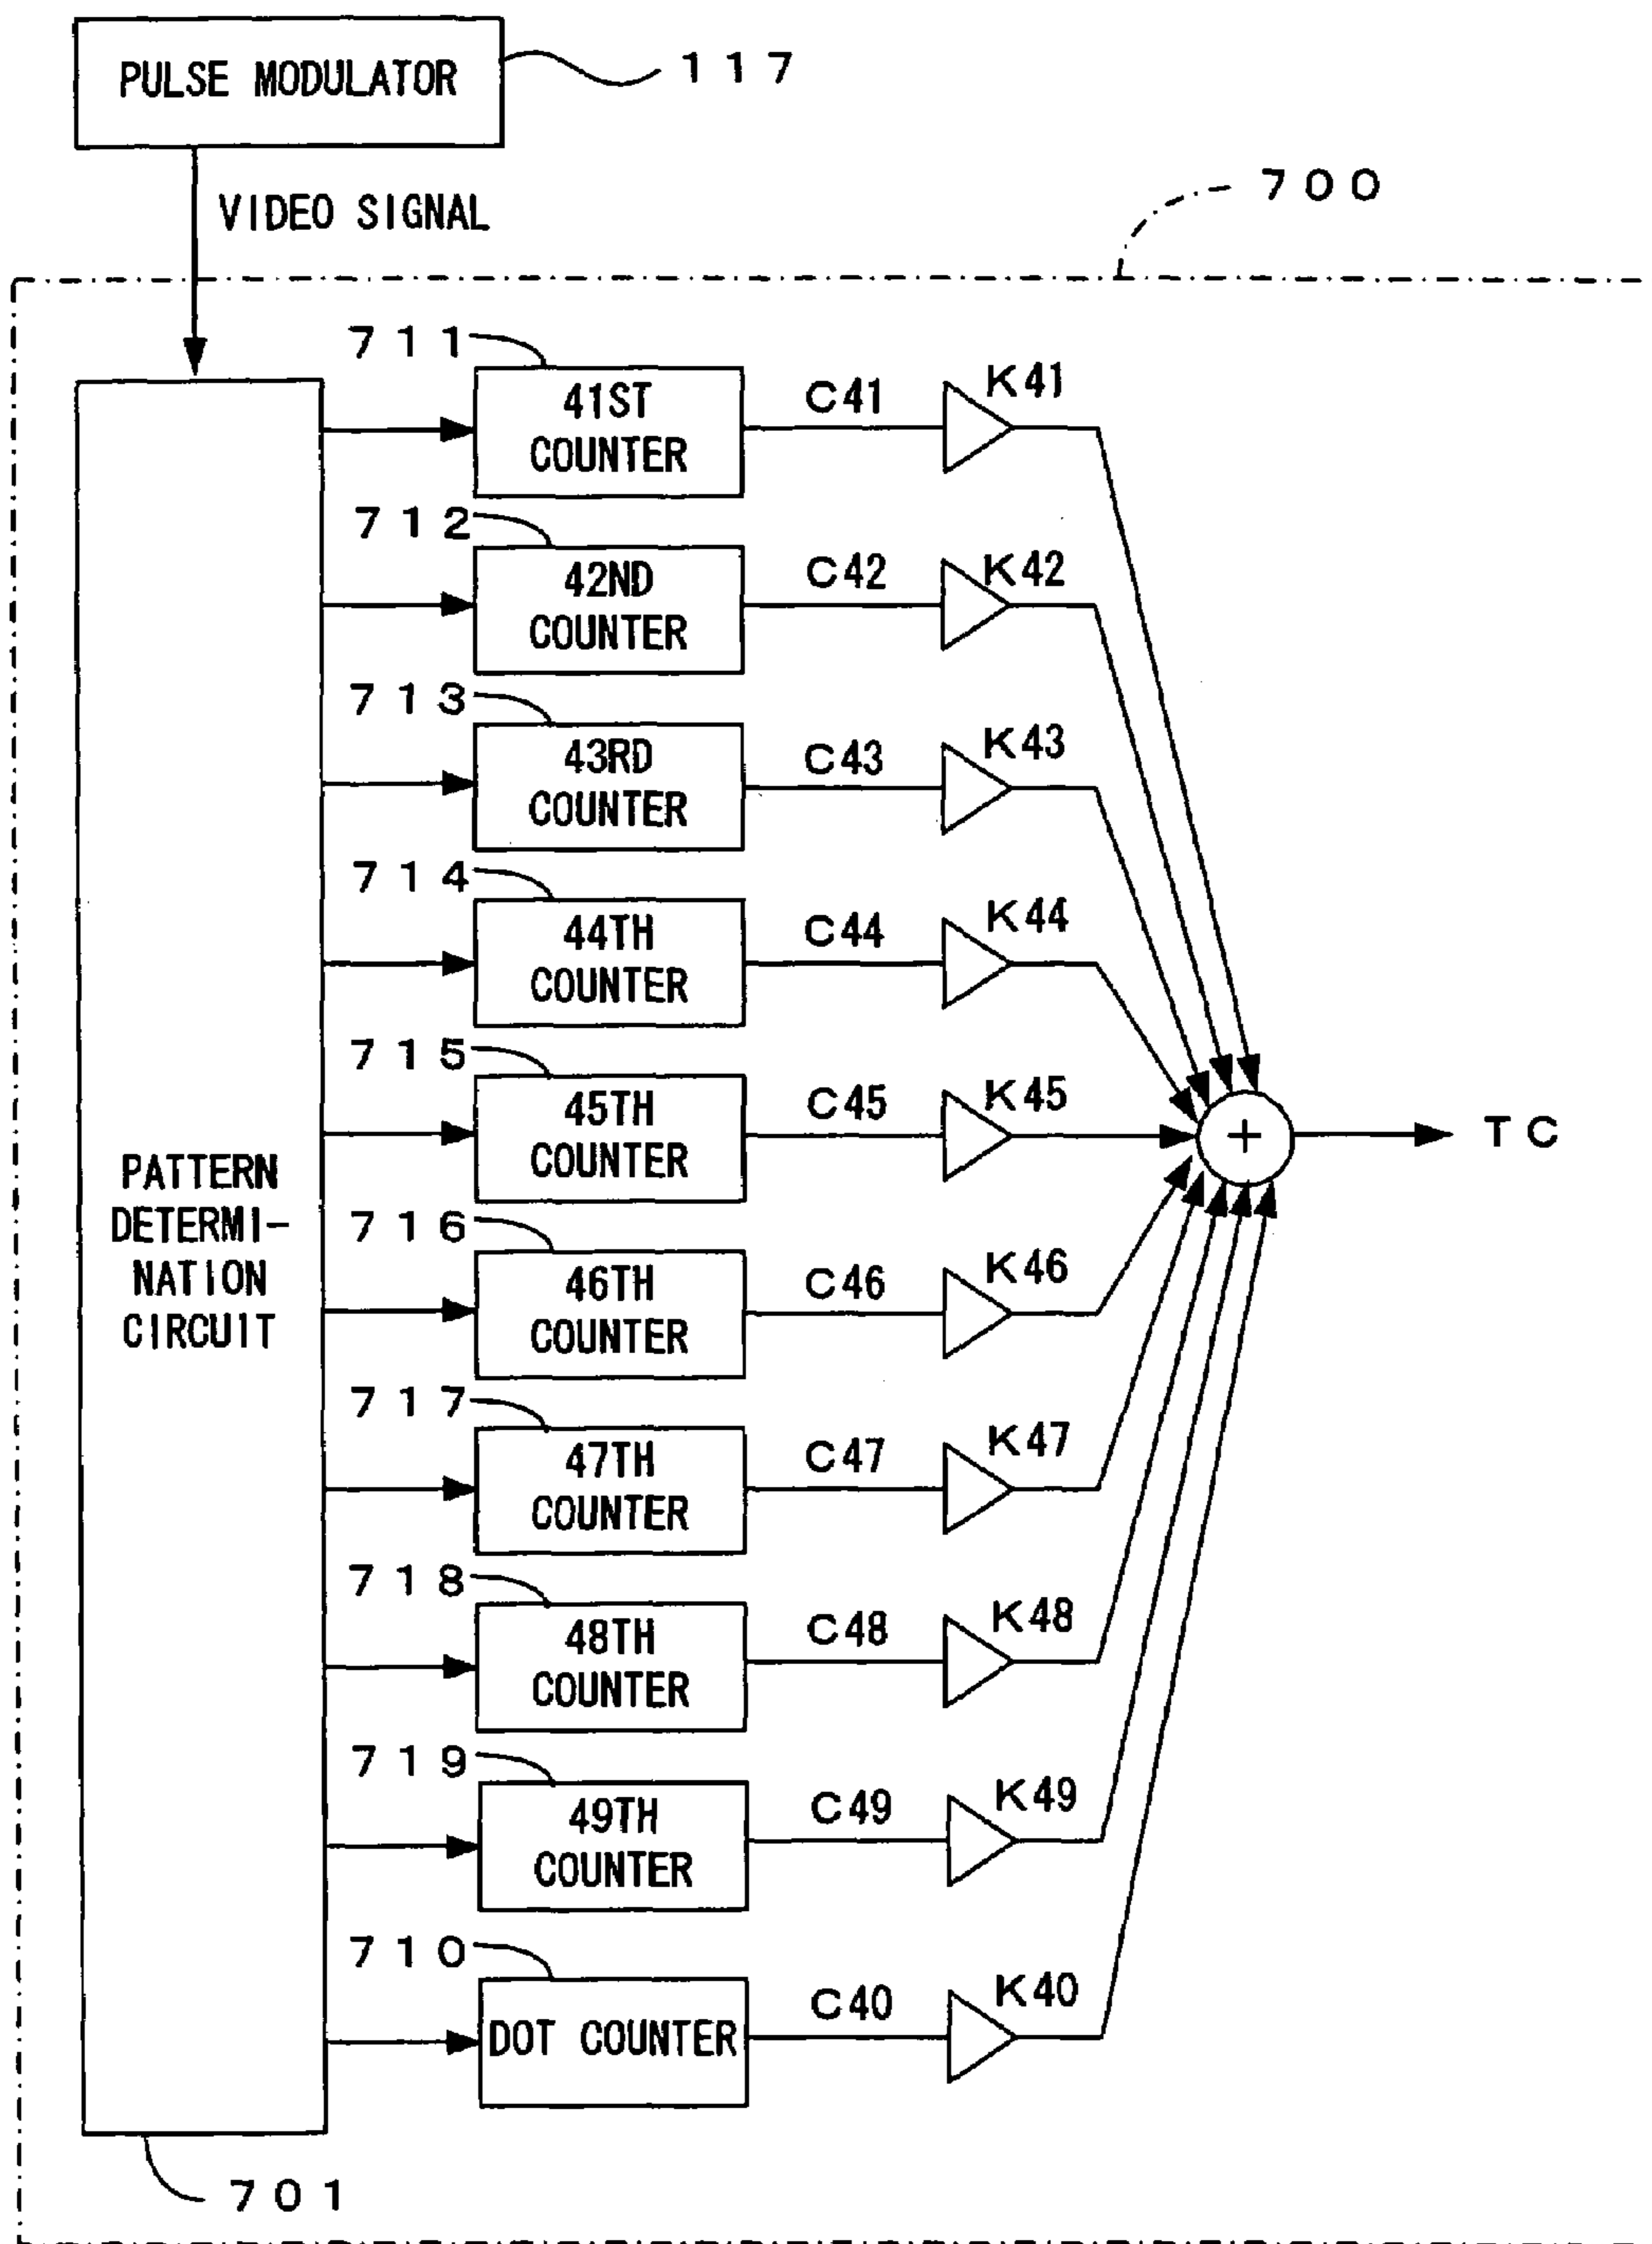 PULSE MODULATOR
117
VIDEO SIGNAL
700
711
41ST
COUNTER
C41
K41
712
42ND
COUNTER
C42
K42
713
43RD
COUNTER
C43
K43
714
44TH
COUNTER
C44
K44
715
45TH
COUNTER
C45
K45
+
TC
PATTERN
DETERMI-
NATION
CIRCUIT
716
46TH
COUNTER
C46
K46
717
47TH
COUNTER
C47
K47
718
48TH
COUNTER
C48
K48
719
49TH
COUNTER
C49
K49
710
DOT COUNTER
C40
K40
701